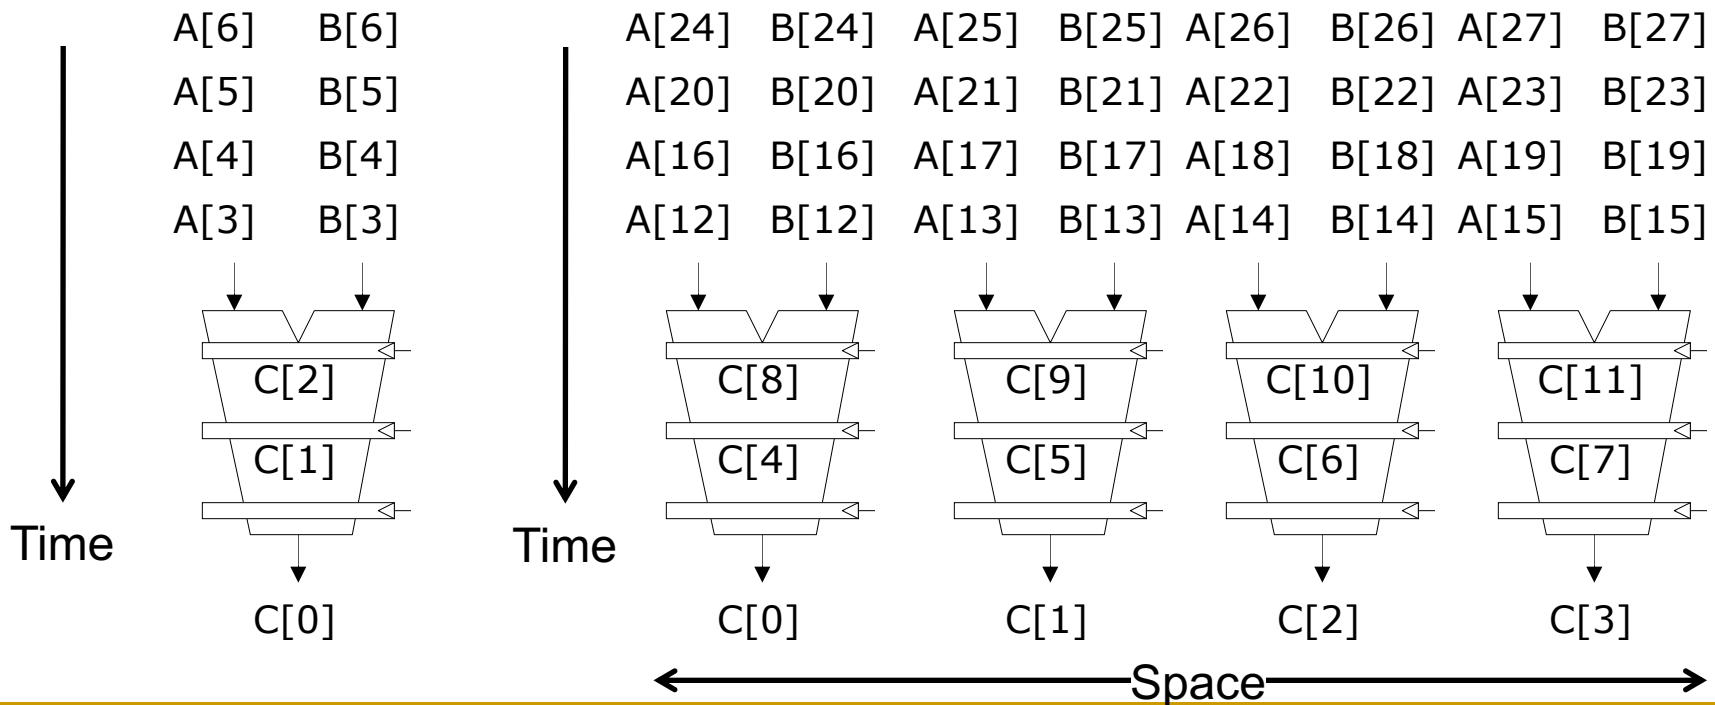 A[6] B[6] A[24] B[24] A[25] B[25] A[26] B[26] A[27] B[27]
A[5] B[5] A[20] B[20] A[21] B[21] A[22] B[22] A[23] B[23]
A[4] B[4] A[16] B[16] A[17] B[17] A[18] B[18] A[19] B[19]
A[3] B[3] A[12] B[12] A[13] B[13] A[14] B[14] A[15] B[15]
C[2] C[8] C[9] C[10] C[11]
C[1] C[4] C[5] C[6] C[7]
Time Time
C[0] C[0] C[1] C[2] C[3]
Space